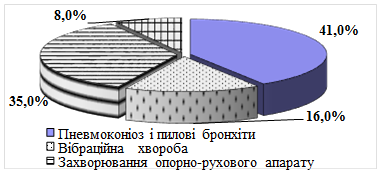 8,0%
41,0%
35,0%
16,0%
Пневмоконіоз і пилові бронхіти
Вібраційна хвороба
Захворювання опорно-рухового апарату